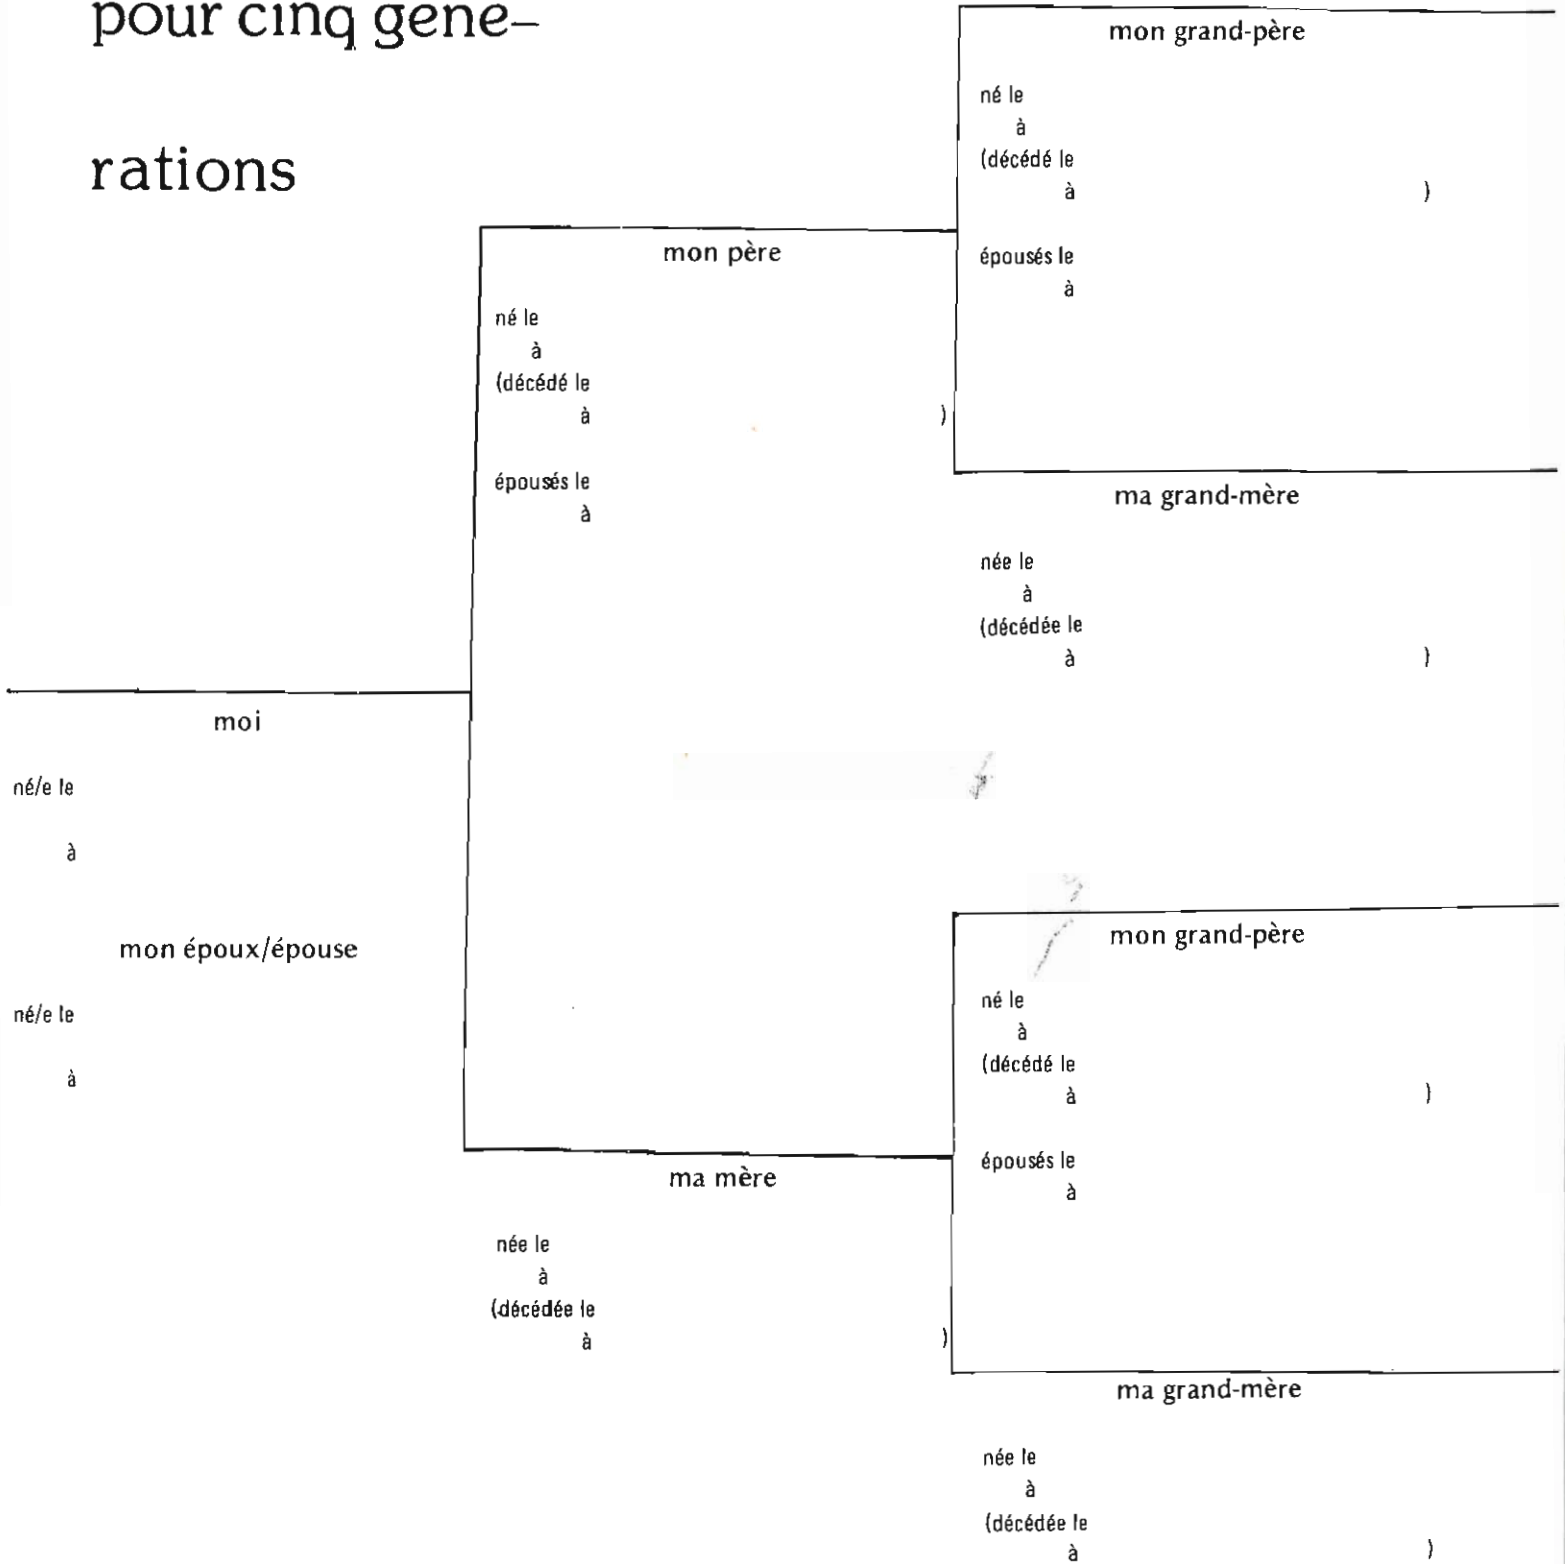 pour cinq géné-
rations
mon grand-père
né le
à
(décédé le
à )
épousés le
à
mon père
né le
à
(décédé le
à )
épousés le
à
ma grand-mère
née le
à
(décédée le
à )
moi
né/e le
à
mon époux/épouse
né/e le
à
mon grand-père
né le
à
(décédé le
à )
épousés le
à
ma mère
née le
à
(décédée le
à )
ma grand-mère
née le
à
(décédée le
à )